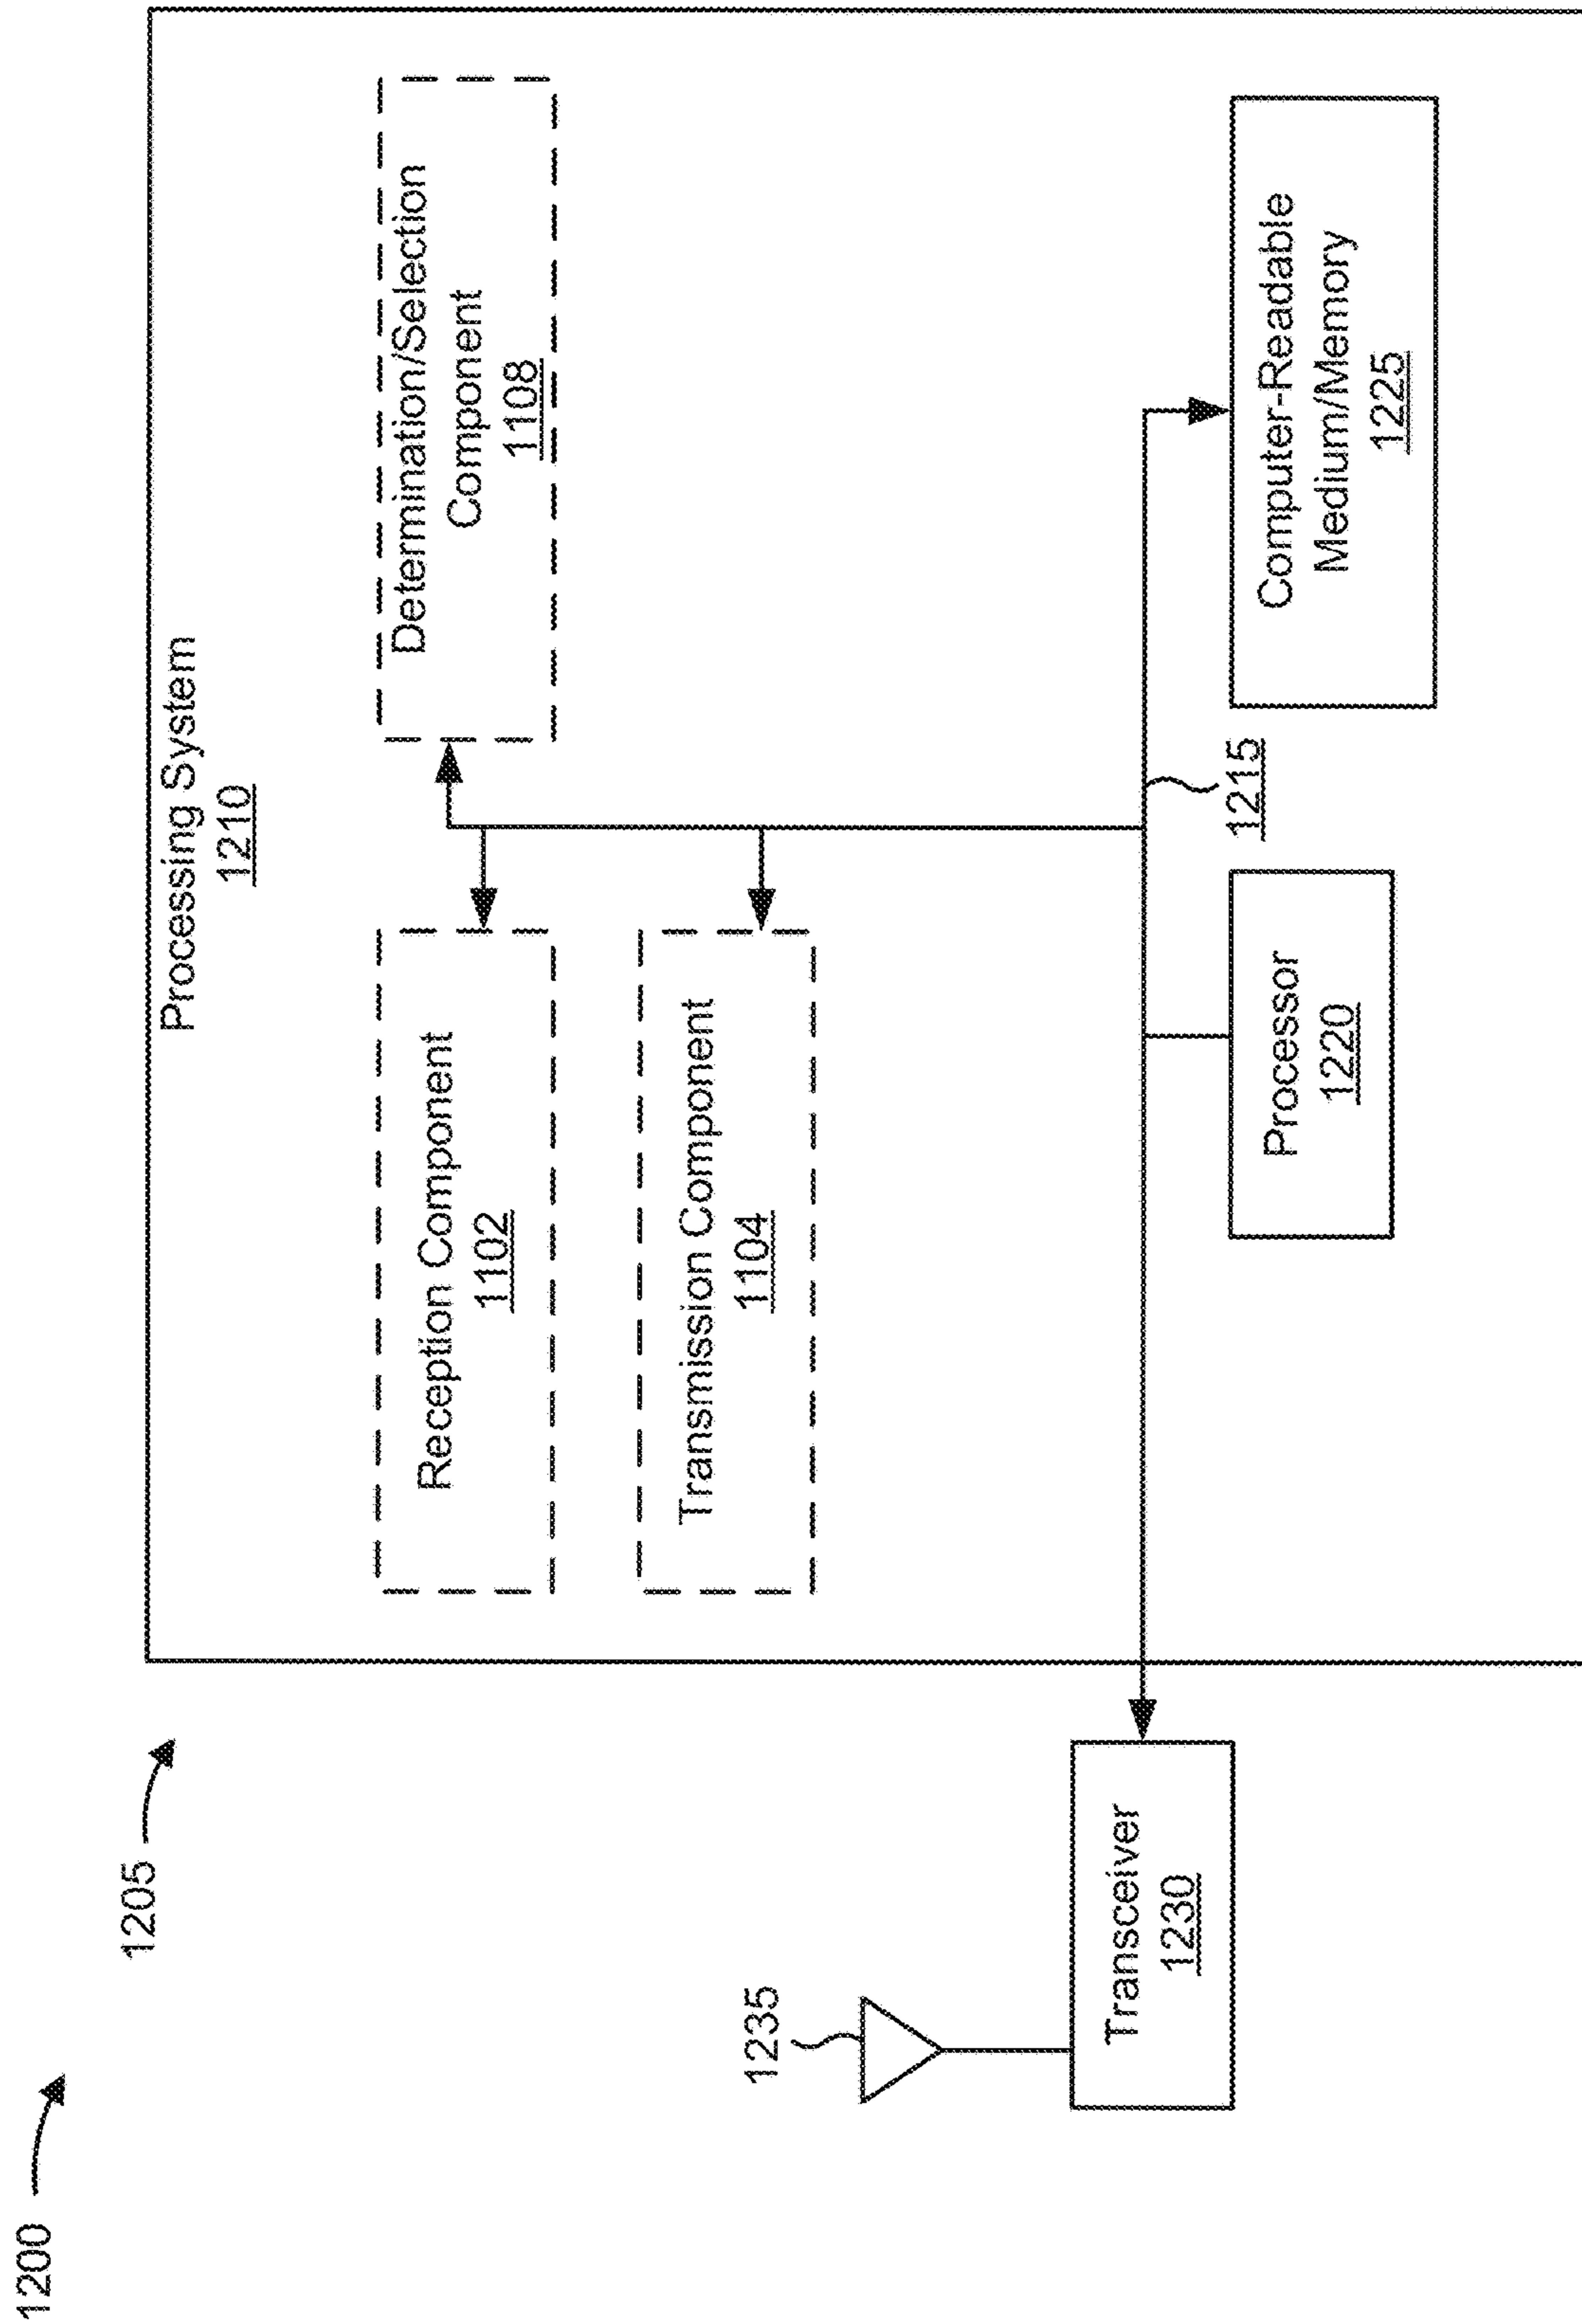 1200
1205
Processing System
1210
Reception Component
1102
Determination/Selection
Component
1108
Transmission Component
1104
1235
Transceiver
1230
Processor
1220
1215
Computer-Readable
Medium/Memory
1225